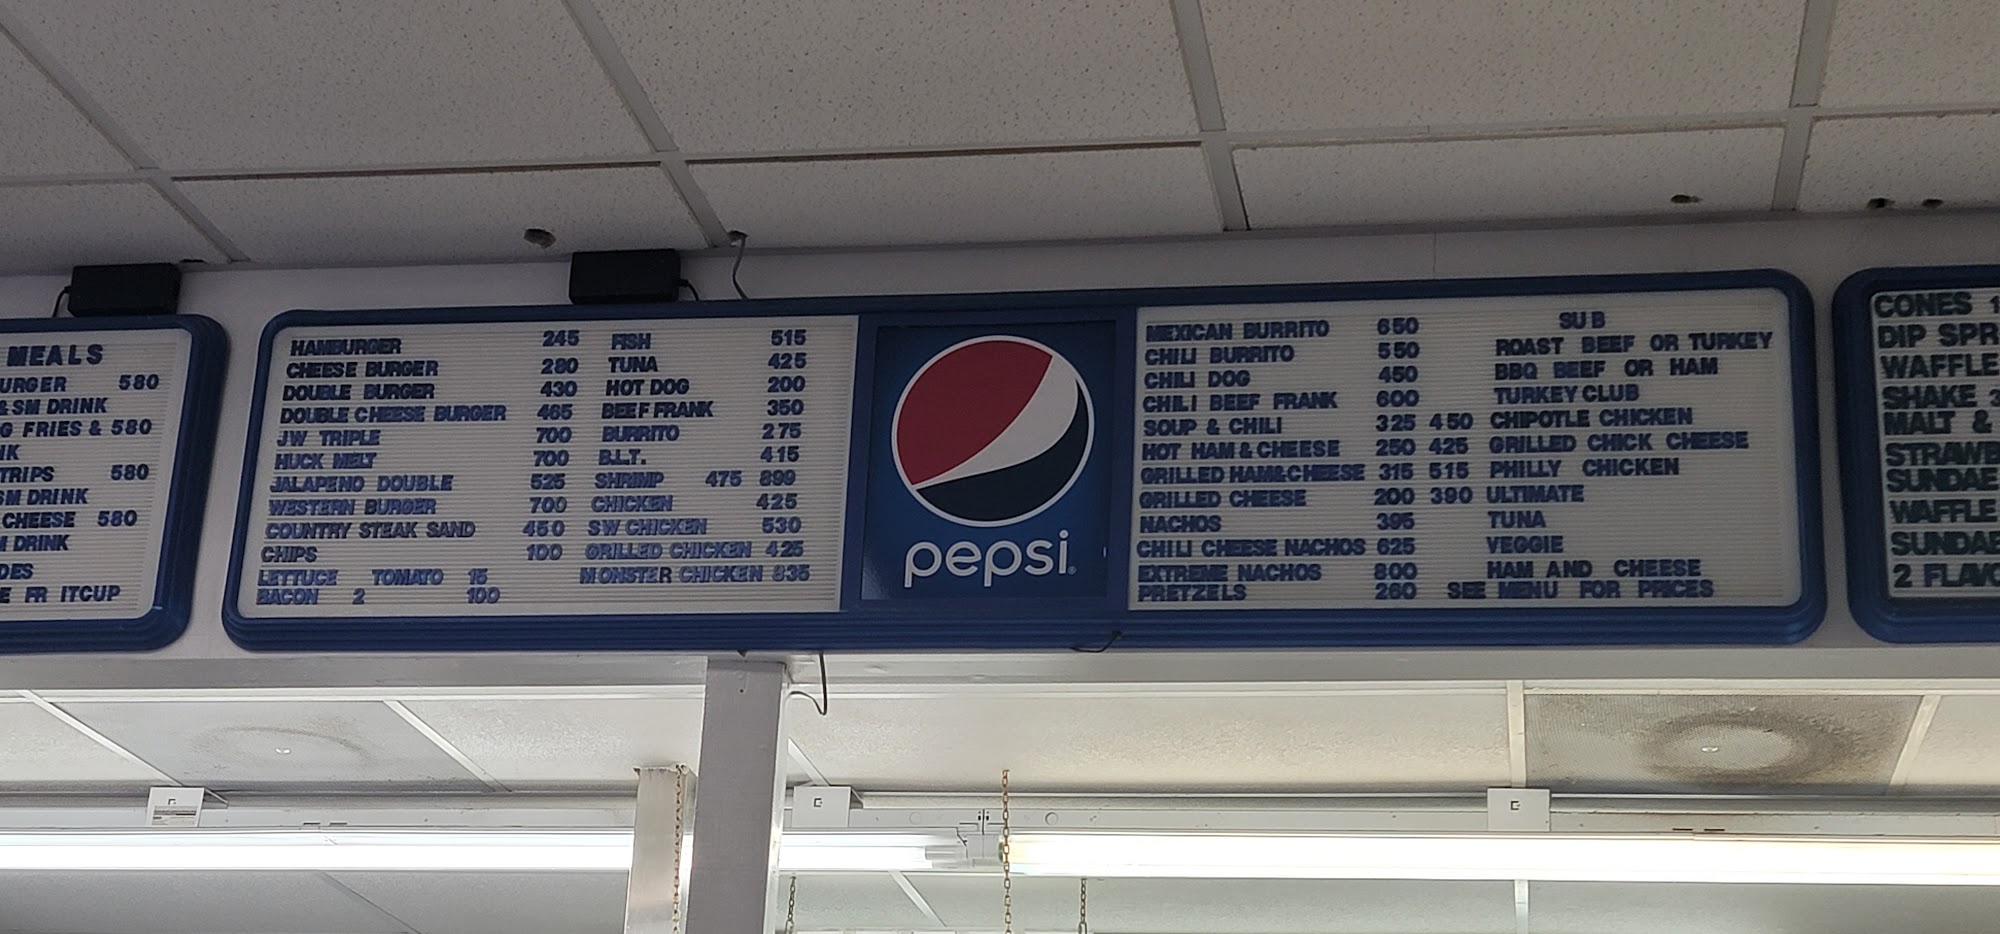 MEALS
URGER 580
& SM DRINK
G FRIES & 580
NK
TRIPS 580
SM DRINK
CHEESE 580
M DRINK
DES
E FR ITCUP
HAMBURGER 245
CHEESE BURGER 280
DOUBLE BURGER 430
DOUBLE CHEESE BURGER 465
JW TRIPLE 700
HUCK MELT 700
JALAPENO DOUBLE 525
WESTERN BURGER 700
COUNTRY STEAK SAND 450
CHIPS 100
LETTUCE TOMATO 15
BACON 2 100
FISH 515
TUNA 425
HOT DOG 200
BEEF FRANK 350
BURRITO 275
B.L.T. 415
SHRIMP 475 899
CHICKEN 425
SW CHICKEN 530
GRILLED CHICKEN 425
MONSTER CHICKEN 835
pepsi
MEXICAN BURRITO 650
CHILI BURRITO 550
CHILI DOG 450
CHILI BEEF FRANK 600
SOUP & CHILI 325 450
HOT HAM & CHEESE 250 425
GRILLED HAM&CHEESE 315 515
GRILLED CHEESE 200 390
NACHOS 395
CHILI CHEESE NACHOS 625
EXTREME NACHOS 800
PRETZELS 260
SUB
ROAST BEEF OR TURKEY
BBQ BEEF OR HAM
TURKEY CLUB
CHIPOTLE CHICKEN
GRILLED CHICK CHEESE
PHILLY CHICKEN
ULTIMATE
TUNA
VEGGIE
HAM AND CHEESE
SEE MENU FOR PRICES
CONES 1
DIP SPR
WAFFLE
SHAKE 3
MALT &
STRAWB
SUNDAE
WAFFLE
SUNDAE
2 FLAVO